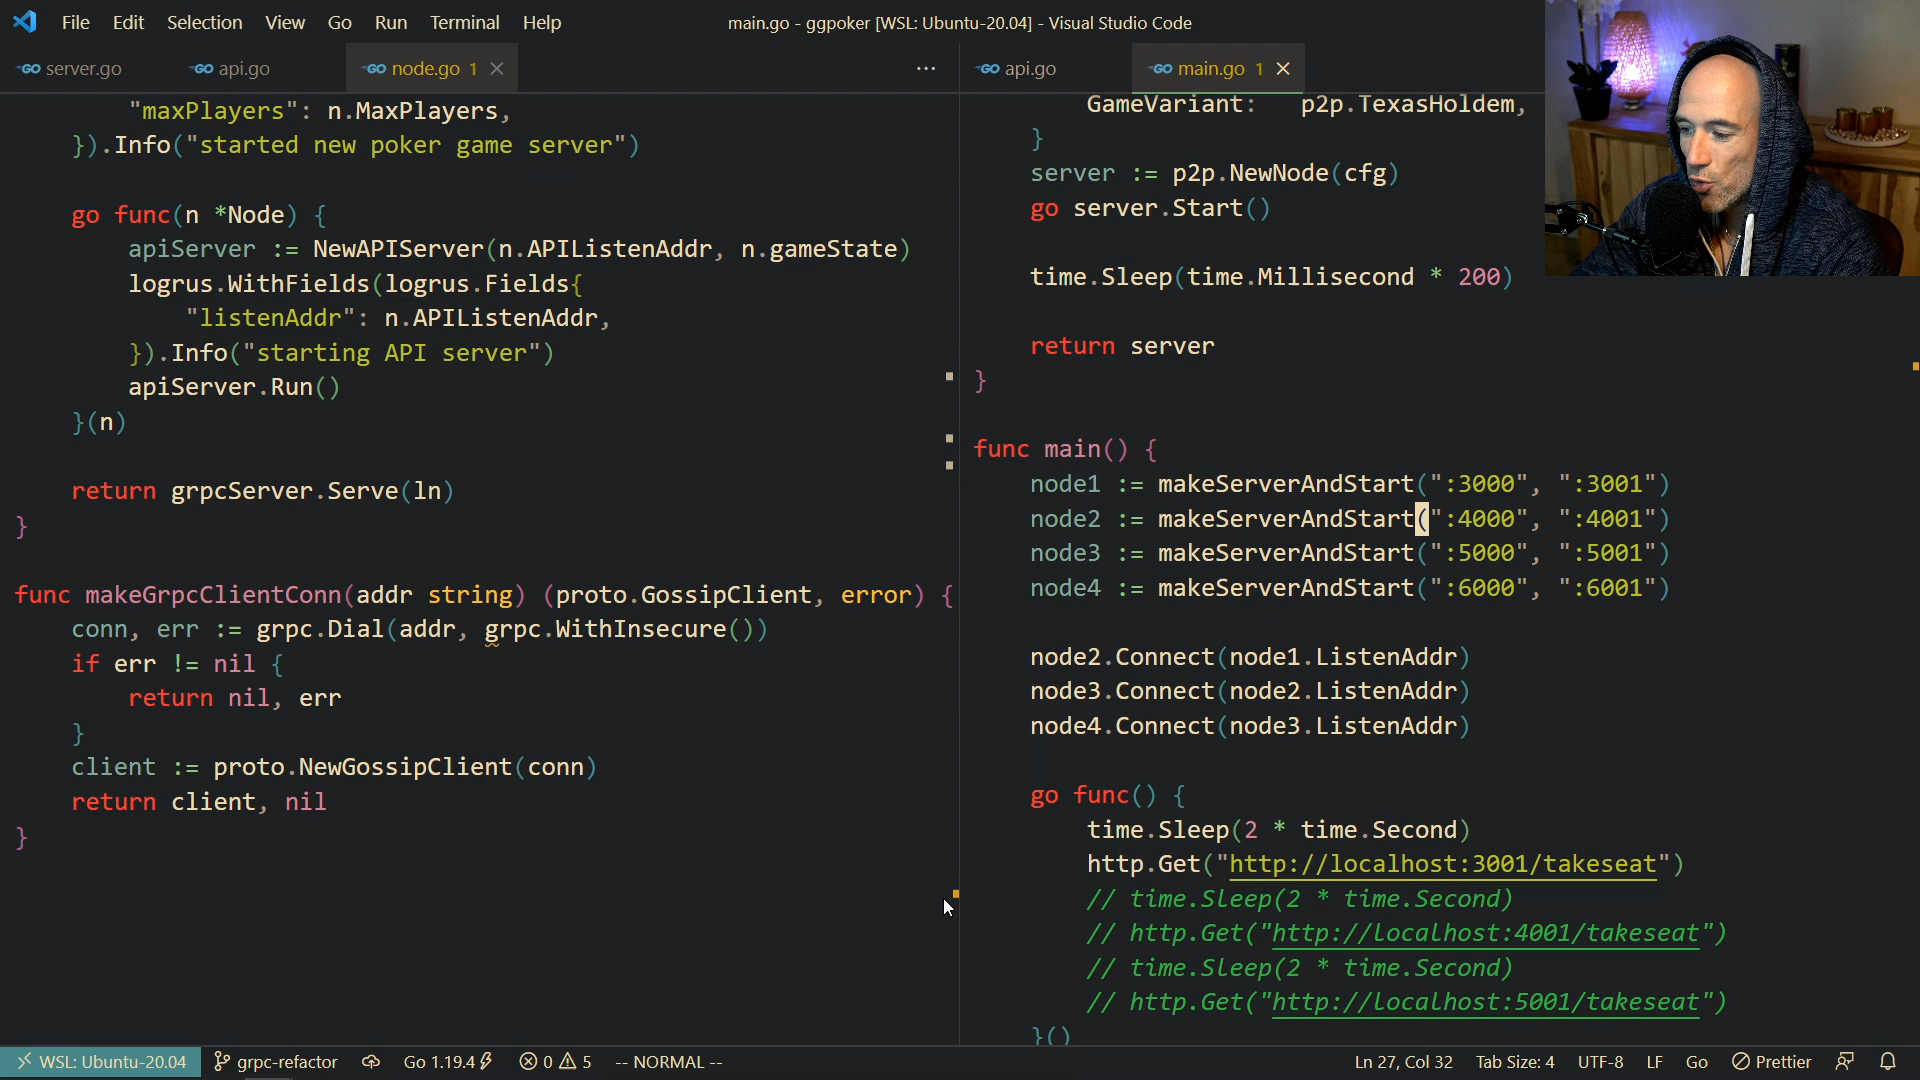 File Edit Selection View Go Run Terminal Help
main.go - ggpoker [WSL: Ubuntu-20.04] - Visual Studio Code
server.go
api.go
node.go 1
"maxPlayers": n.MaxPlayers,
}).Info("started new poker game server")
go func(n *Node) {
apiServer := NewAPIServer(n.APIListenAddr, n.gameState)
logrus.WithFields(logrus.Fields{
"listenAddr": n.APIListenAddr,
}).Info("starting API server")
apiServer.Run()
}(n)
return grpcServer.Serve(ln)
}
func makeGrpcClientConn(addr string) (proto.GossipClient, error) {
conn, err := grpc.Dial(addr, grpc.WithInsecure())
if err != nil {
return nil, err
}
client := proto.NewGossipClient(conn)
return client, nil
}
api.go
main.go 1
GameVariant: p2p.TexasHoldem,
}
server := p2p.NewNode(cfg)
go server.Start()
time.Sleep(time.Millisecond * 200)
return server
}
func main() {
node1 := makeServerAndStart(":3000", ":3001")
node2 := makeServerAndStart(":4000", ":4001")
node3 := makeServerAndStart(":5000", ":5001")
node4 := makeServerAndStart(":6000", ":6001")
node2.Connect(node1.ListenAddr)
node3.Connect(node2.ListenAddr)
node4.Connect(node3.ListenAddr)
go func() {
time.Sleep(2 * time.Second)
http.Get("http://localhost:3001/takeseat")
// time.Sleep(2 * time.Second)
// http.Get("http://localhost:4001/takeseat")
// time.Sleep(2 * time.Second)
// http.Get("http://localhost:5001/takeseat")
}()
WSL: Ubuntu-20.04 grpc-refactor Go 1.19.4 0 5 -- NORMAL -- Ln 27, Col 32 Tab Size: 4 UTF-8 LF Go Prettier